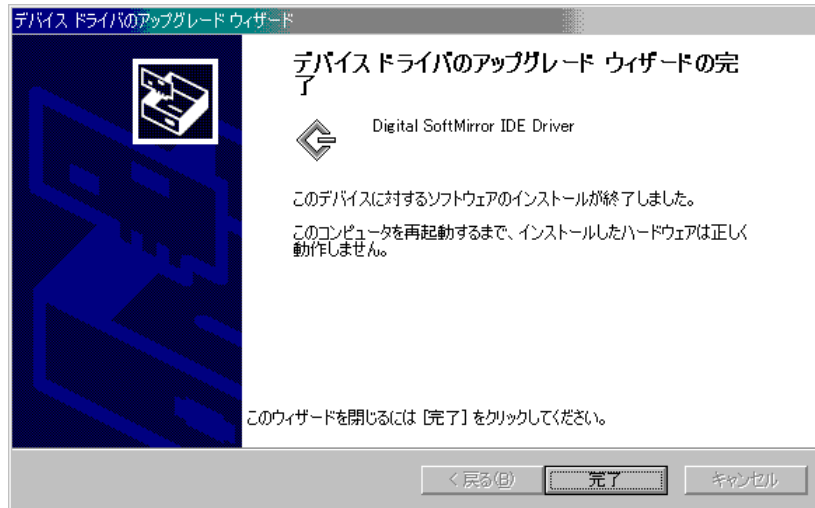 デバイス ドライバのアップグレード ウィザード
デバイス ドライバのアップグレード ウィザードの完
了
Digital SoftMirror IDE Driver
このデバイスに対するソフトウェアのインストールが終了しました。
このコンピュータを再起動するまで、インストールしたハードウェアは正しく
動作しません。
このウィザードを閉じるには [完了] をクリックしてください。
< 戻る(B)
完了
キャンセル